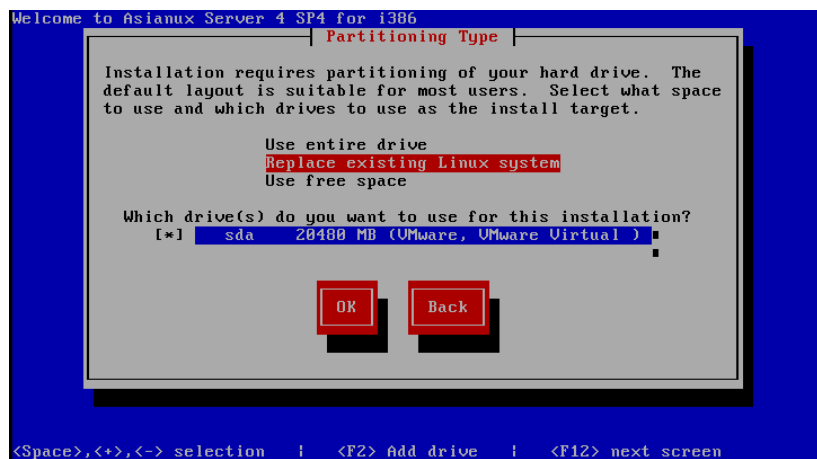 Welcome to Asianux Server 4 SP4 for i386
Partitioning Type
Installation requires partitioning of your hard drive.  The
default layout is suitable for most users.  Select what space
to use and which drives to use as the install target.
Use entire drive
Replace existing Linux system
Use free space
Which drive(s) do you want to use for this installation?
[*]   sda    20480 MB (VMware, VMware Virtual )
OK   Back
<Space>,<+>,<-> selection   |   <F2> Add drive   |   <F12> next screen